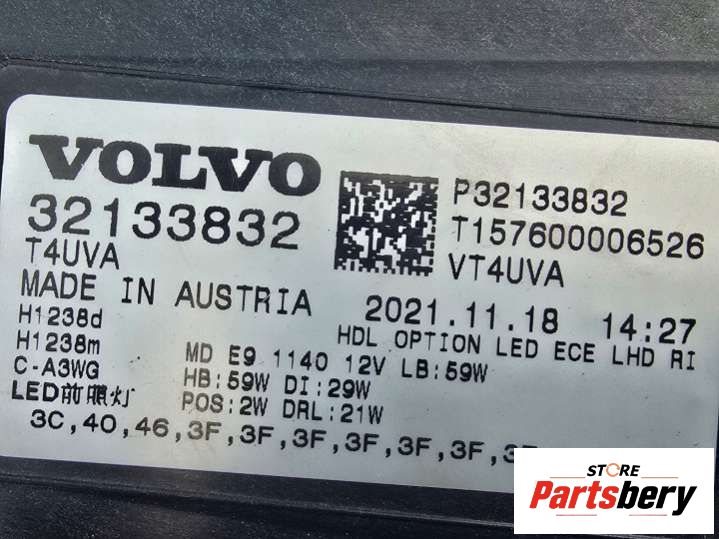 VOLVO
32133832
T4UVA
MADE IN AUSTRIA
H1238d
H1238m
C-A3WG
LED前照灯
P32133832
T157600006526
VT4UVA
2021.11.18 14:27
HDL OPTION LED ECE LHD RI
MD E9 1140 12V LB:59W
HB:59W DI:29W
POS:2W DRL:21W
3C,40,46,3F,3F,3F,3F,3F,3F,
STORE
Partsbery